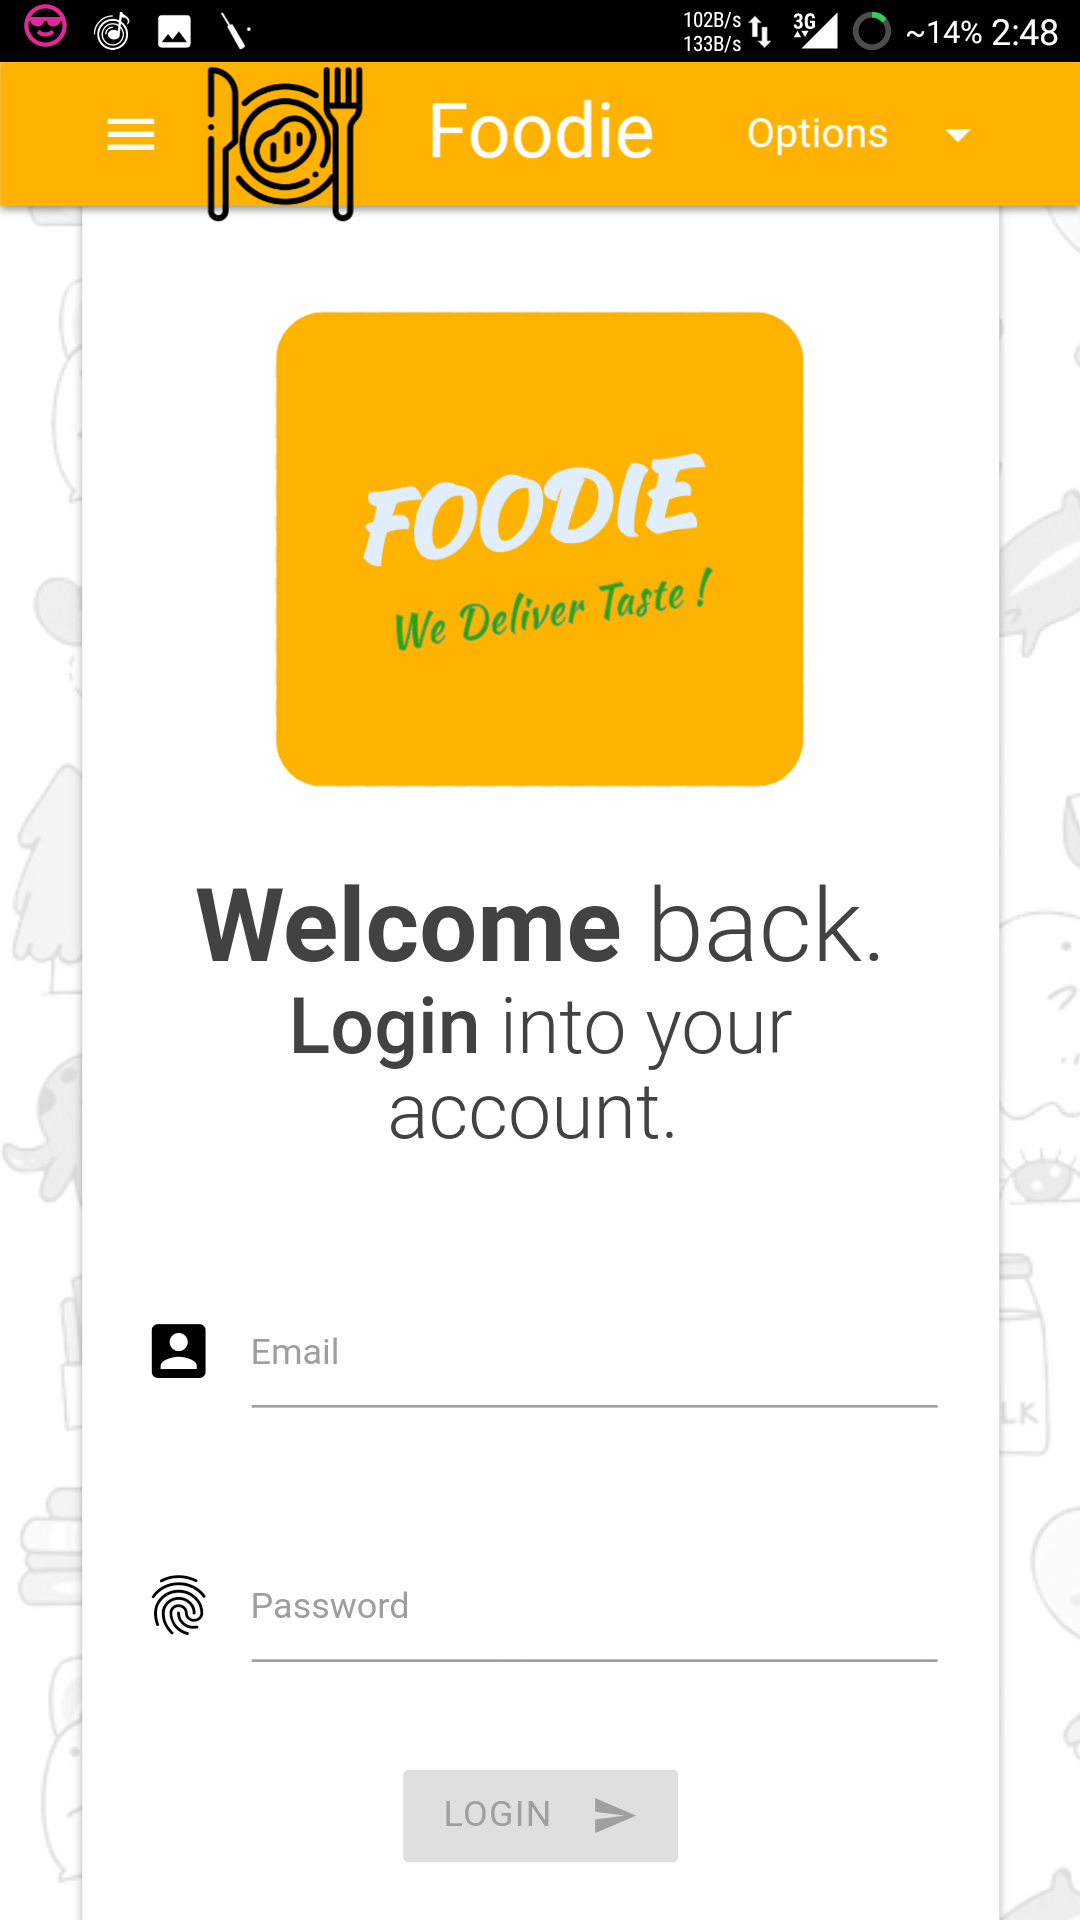 102B/s
133B/s
3G
~14% 2:48
Foodie
Options
FOODIE
We Deliver Taste !
Welcome back.
Login into your
account.
Email
LK
Password
LOGIN